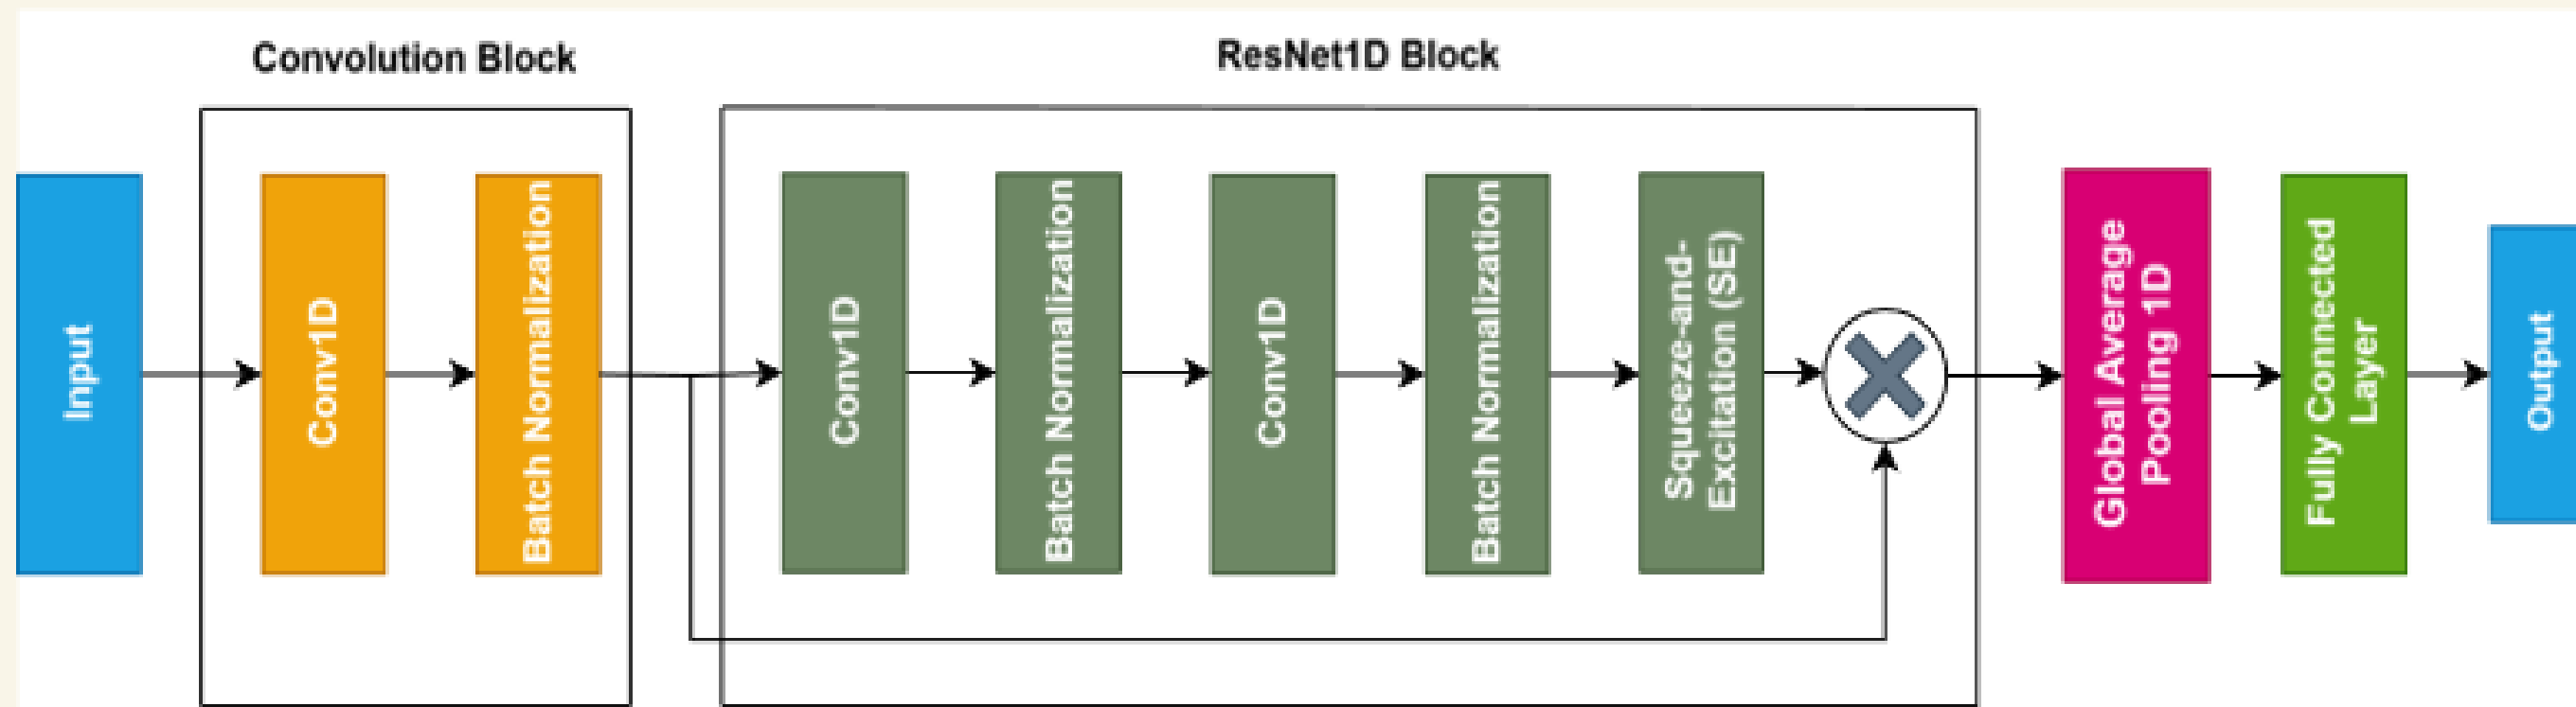 Convolution Block
ResNet1D Block
Input
Conv1D
Batch Normalization
Conv1D
Batch Normalization
Conv1D
Batch Normalization
Squeeze-and-
Excitation (SE)
Global Average
Pooling 1D
Fully Connected
Layer
Output